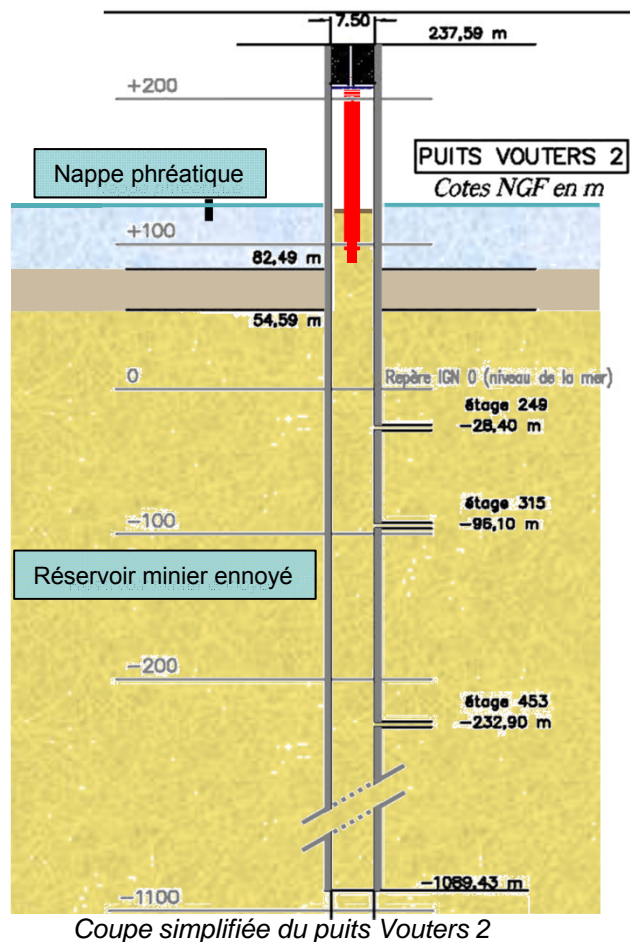 7.50
237,59 m
+200
PUITS VOUTERS 2
Cotes NGF en m
Nappe phréatique
+100
82,49 m
54,59 m
0
Repère IGN 0 (niveau de la mer)
étage 249
-28,40 m
étage 315
-96,10 m
-100
Réservoir minier ennoyé
-200
étage 453
-232,90 m
-1089.43 m
-1100
Coupe simplifiée du puits Vouters 2